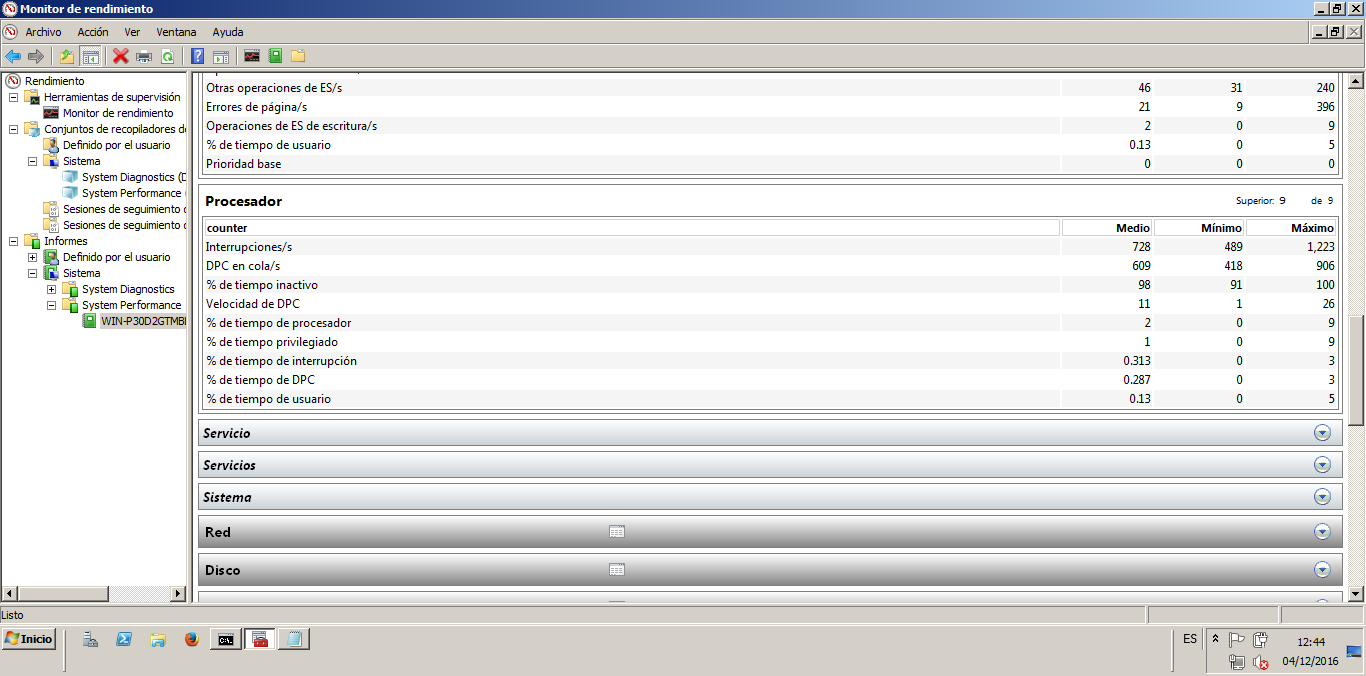 Monitor de rendimiento
Archivo Acción Ver Ventana Ayuda
Rendimiento
Herramientas de supervisión
Monitor de rendimiento
Conjuntos de recopiladores de
Definido por el usuario
Sistema
System Diagnostics (D
System Performance
Sesiones de seguimiento
Sesiones de seguimiento
Informes
Definido por el usuario
Sistema
System Diagnostics
System Performance
WIN-P30D2GTMB
Otras operaciones de ES/s 46 31 240
Errores de página/s 21 9 396
Operaciones de ES de escritura/s 2 0 9
% de tiempo de usuario 0.13 0 5
Prioridad base 0 0 0
Procesador Superior: 9 de 9
counter Medio Mínimo Máximo
Interrupciones/s 728 489 1,223
DPC en cola/s 609 418 906
% de tiempo inactivo 98 91 100
Velocidad de DPC 11 1 26
% de tiempo de procesador 2 0 9
% de tiempo privilegiado 1 0 9
% de tiempo de interrupción 0.313 0 3
% de tiempo de DPC 0.287 0 3
% de tiempo de usuario 0.13 0 5
Servicio
Servicios
Sistema
Red
Disco
Listo
Inicio ES 12:44
04/12/2016